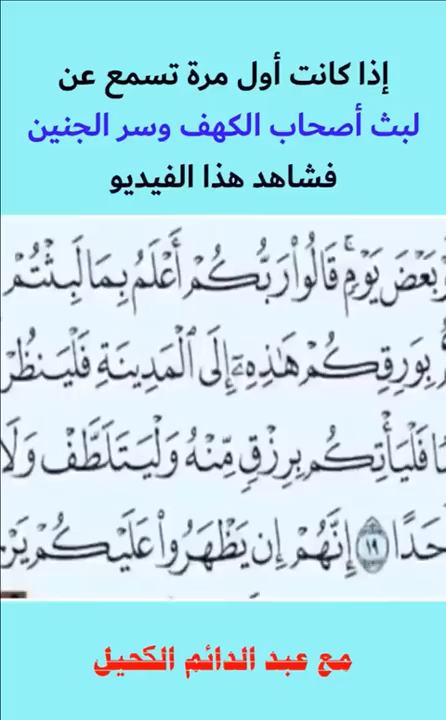 إذا كانت أول مرة تسمع عن
لبث أصحاب الكهف وسر الجنين
فشاهد هذا الفيديو
بَعْضَ يَوْمٍ ۚ قَالُوا۟ رَبُّكُمْ أَعْلَمُ بِمَا لَبِثْتُمْ
بِوَرِقِكُمْ هَٰذِهِۦٓ إِلَى ٱلْمَدِينَةِ فَلْيَنظُرْ
فَلْيَأْتِكُم بِرِزْقٍ مِّنْهُ وَلْيَتَلَطَّفْ وَلَا
حَدًا ١٩ إِنَّهُمْ إِن يَظْهَرُوا۟ عَلَيْكُمْ يَرْ
مع عبد الدائم الكحيل